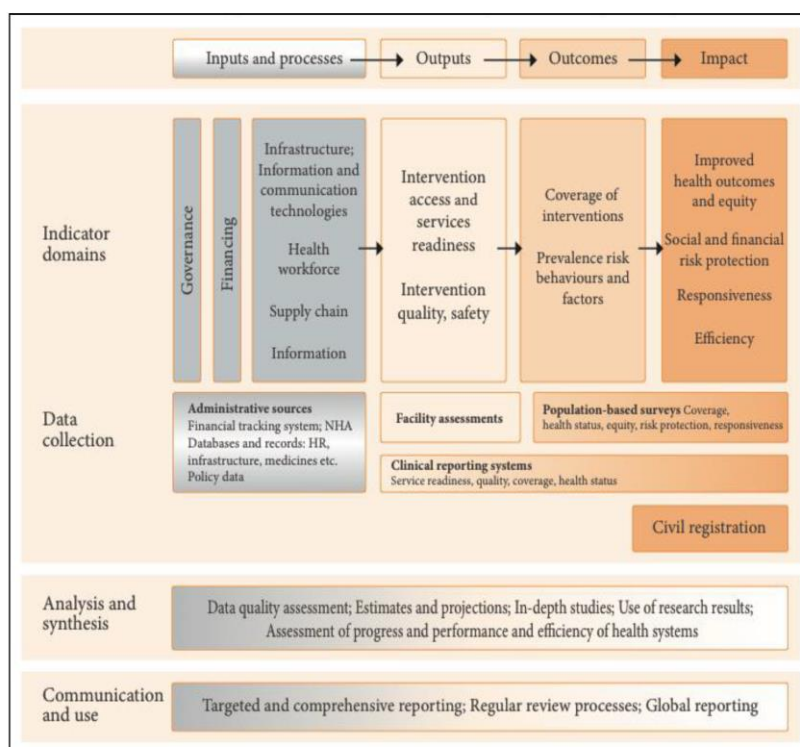 Inputs and processes
Outputs
Outcomes
Impact
Indicator
domains
Governance
Financing
Infrastructure;
Information and
communication
technologies
Health
workforce
Supply chain
Information
Intervention
access and
services
readiness
Intervention
quality, safety
Coverage of
interventions
Prevalence risk
behaviours and
factors
Improved
health outcomes
and equity
Social and financial
risk protection
Responsiveness
Efficiency
Data
collection
Administrative sources
Financial tracking system; NHA
Databases and records: HR,
infrastructure, medicines etc.
Policy data
Facility assessments
Population-based surveys Coverage,
health status, equity, risk protection, responsiveness
Clinical reporting systems
Service readiness, quality, coverage, health status
Civil registration
Analysis and
synthesis
Data quality assessment; Estimates and projections; In-depth studies; Use of research results;
Assessment of progress and performance and efficiency of health systems
Communication
and use
Targeted and comprehensive reporting; Regular review processes; Global reporting